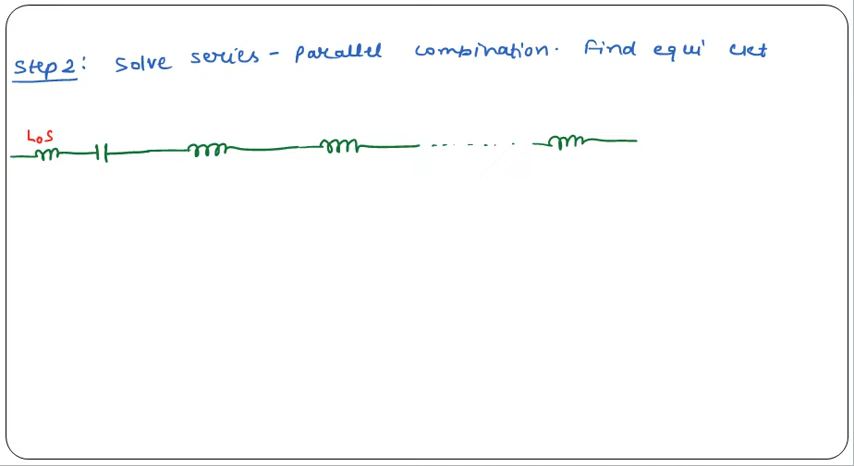 Step 2: Solve series - parallel combination. Find equi ckt
L0S